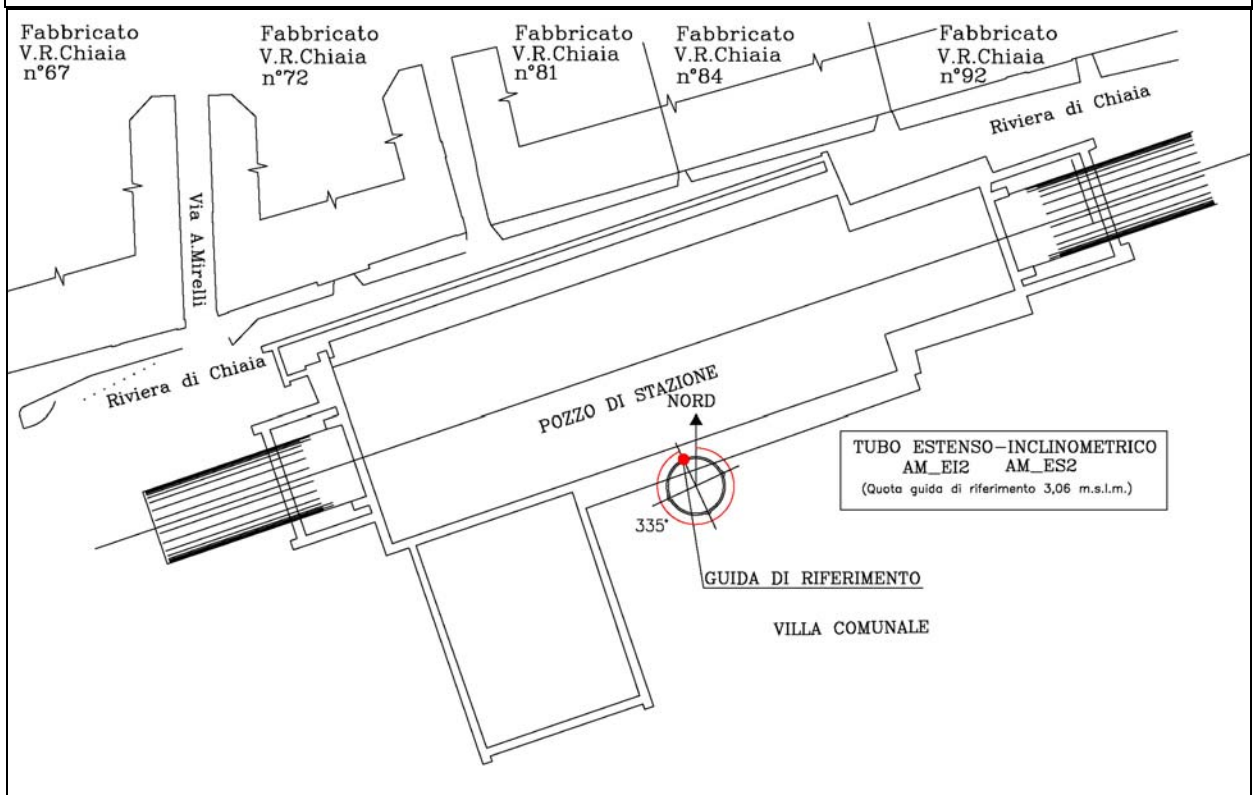 Fabbricato
V.R.Chiaia
n°67
Fabbricato
V.R.Chiaia
n°72
Fabbricato
V.R.Chiaia
n°81
Fabbricato
V.R.Chiaia
n°84
Fabbricato
V.R.Chiaia
n°92
Riviera di Chiaia
Via A.Mirelli
Riviera di Chiaia
POZZO DI STAZIONE
NORD
TUBO ESTENSO-INCLINOMETRICO
AM_EI2 AM_ES2
(Quota guida di riferimento 3,06 m.s.l.m.)
335°
GUIDA DI RIFERIMENTO
VILLA COMUNALE